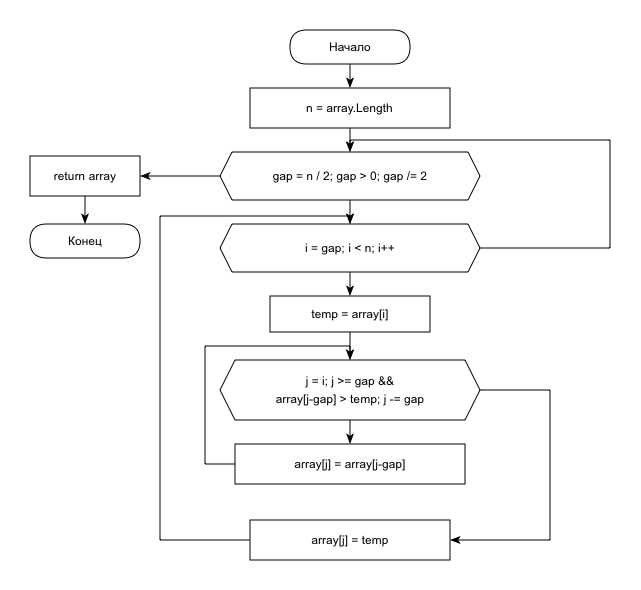 Начало
n = array.Length
gap = n / 2; gap > 0; gap /= 2
return array
Конец
i = gap; i < n; i++
temp = array[i]
j = i; j >= gap &&
array[j-gap] > temp; j -= gap
array[j] = array[j-gap]
array[j] = temp